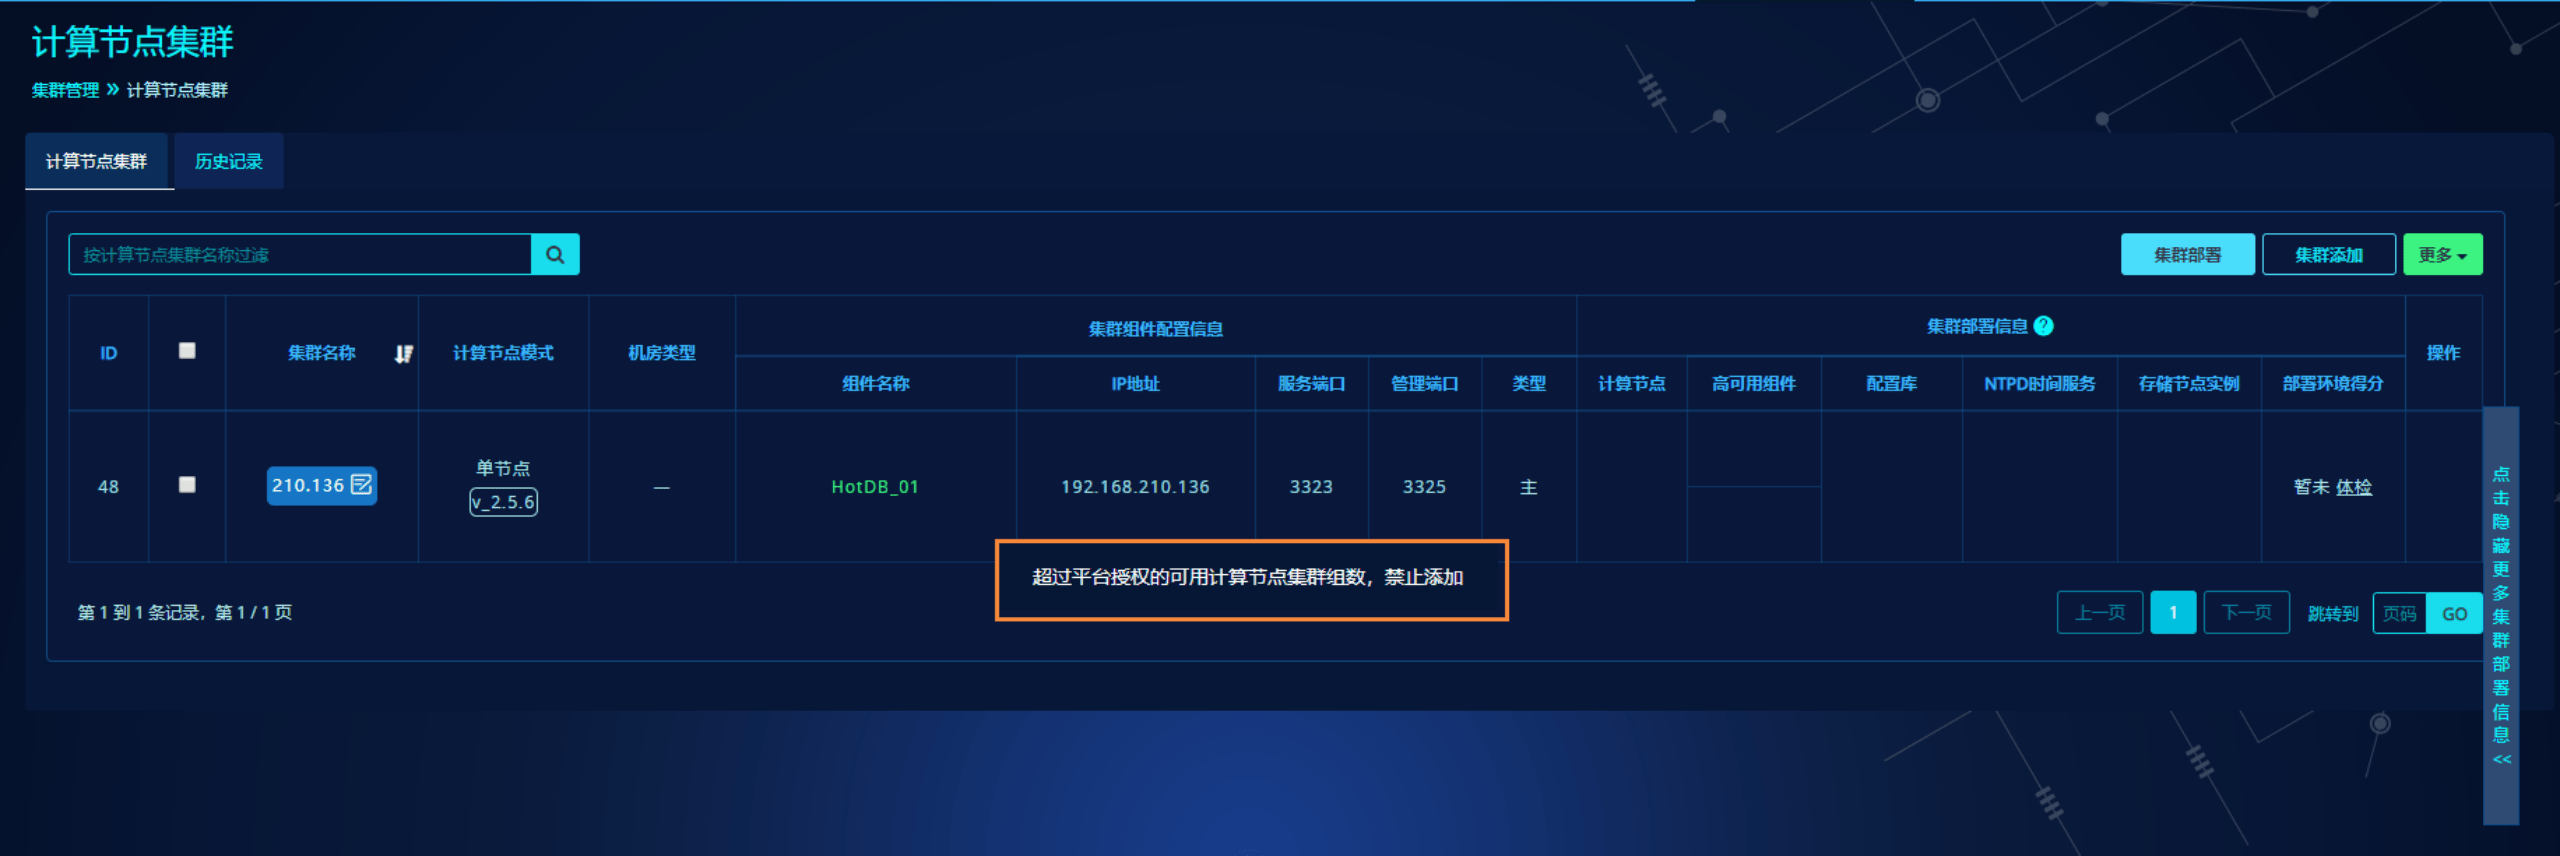 计算节点集群
集群管理 » 计算节点集群
计算节点集群 历史记录
按计算节点集群名称过滤
集群部署 集群添加 更多
ID 集群名称 计算节点模式 机房类型 集群组件配置信息 集群部署信息 ? 操作
组件名称 IP地址 服务端口 管理端口 类型 计算节点 高可用组件 配置库 NTPD时间服务 存储节点实例 部署环境得分
48 210.136 单节点 — HotDB_01 192.168.210.136 3323 3325 主 暂未 体检
v_2.5.6
超过平台授权的可用计算节点集群组数，禁止添加
第 1 到 1 条记录，第 1 / 1 页
上一页 1 下一页 跳转到 页码 GO
点击隐藏更多集群部署信息 <<